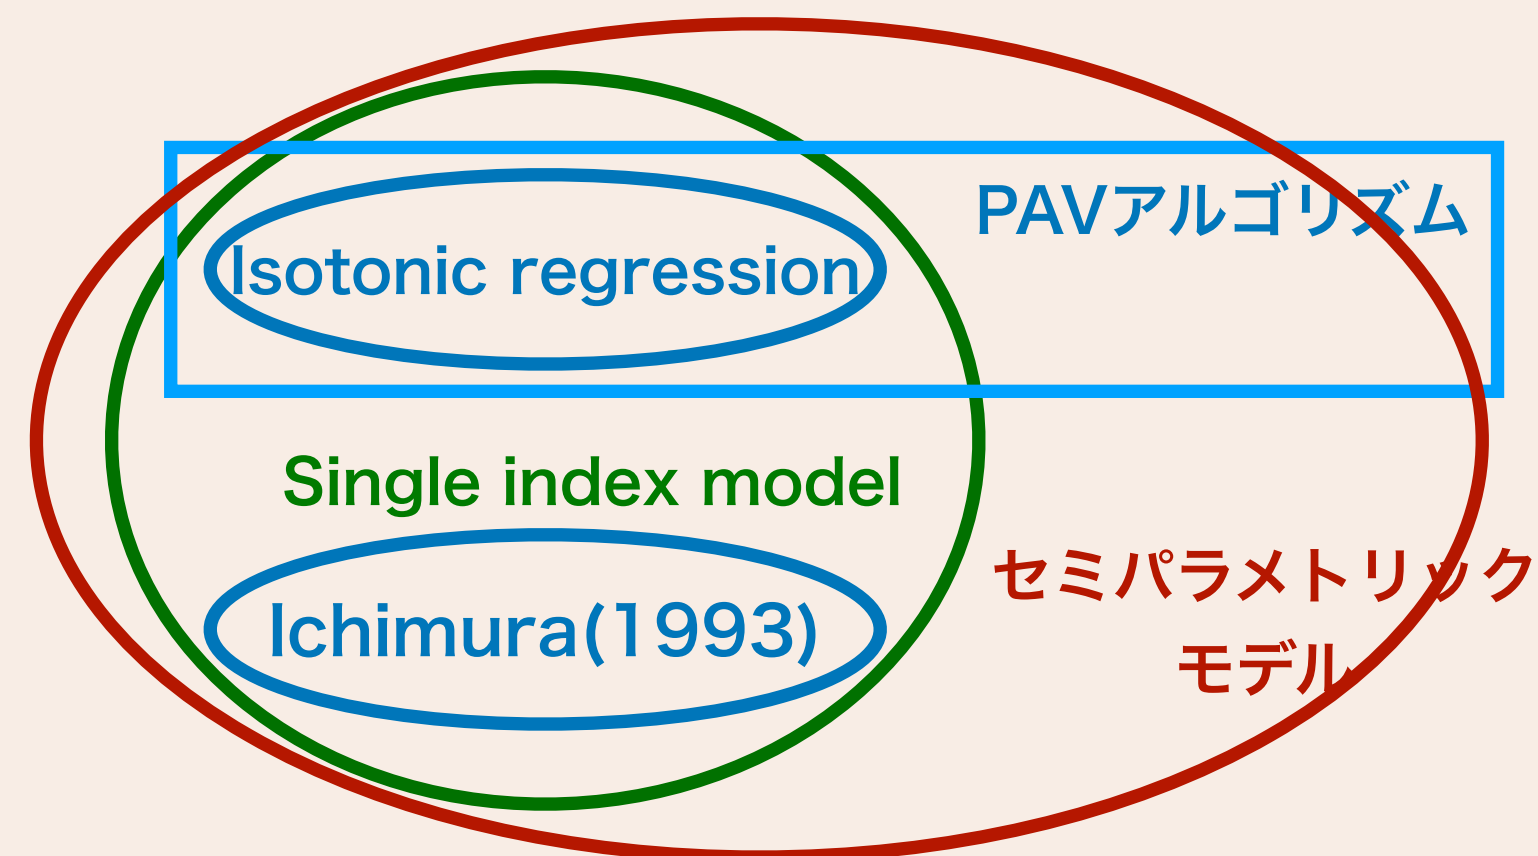 PAVアルゴリズム
Isotonic regression
Single index model
セミパラメトリック
モデル
Ichimura(1993)